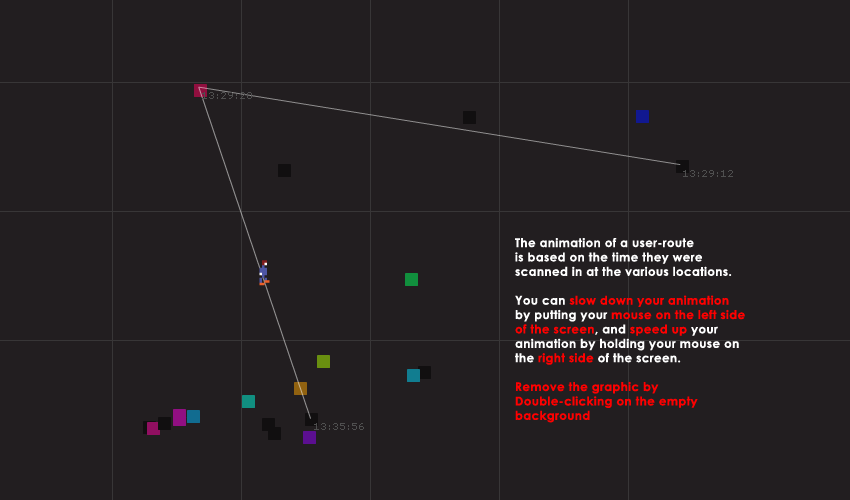 13:29:20
13:29:12
The animation of a user-route
is based on the time they were
scanned in at the various locations.
You can slow down your animation
by putting your mouse on the left side
of the screen, and speed up your
animation by holding your mouse on
the right side of the screen.
Remove the graphic by
Double-clicking on the empty
background
13:35:56